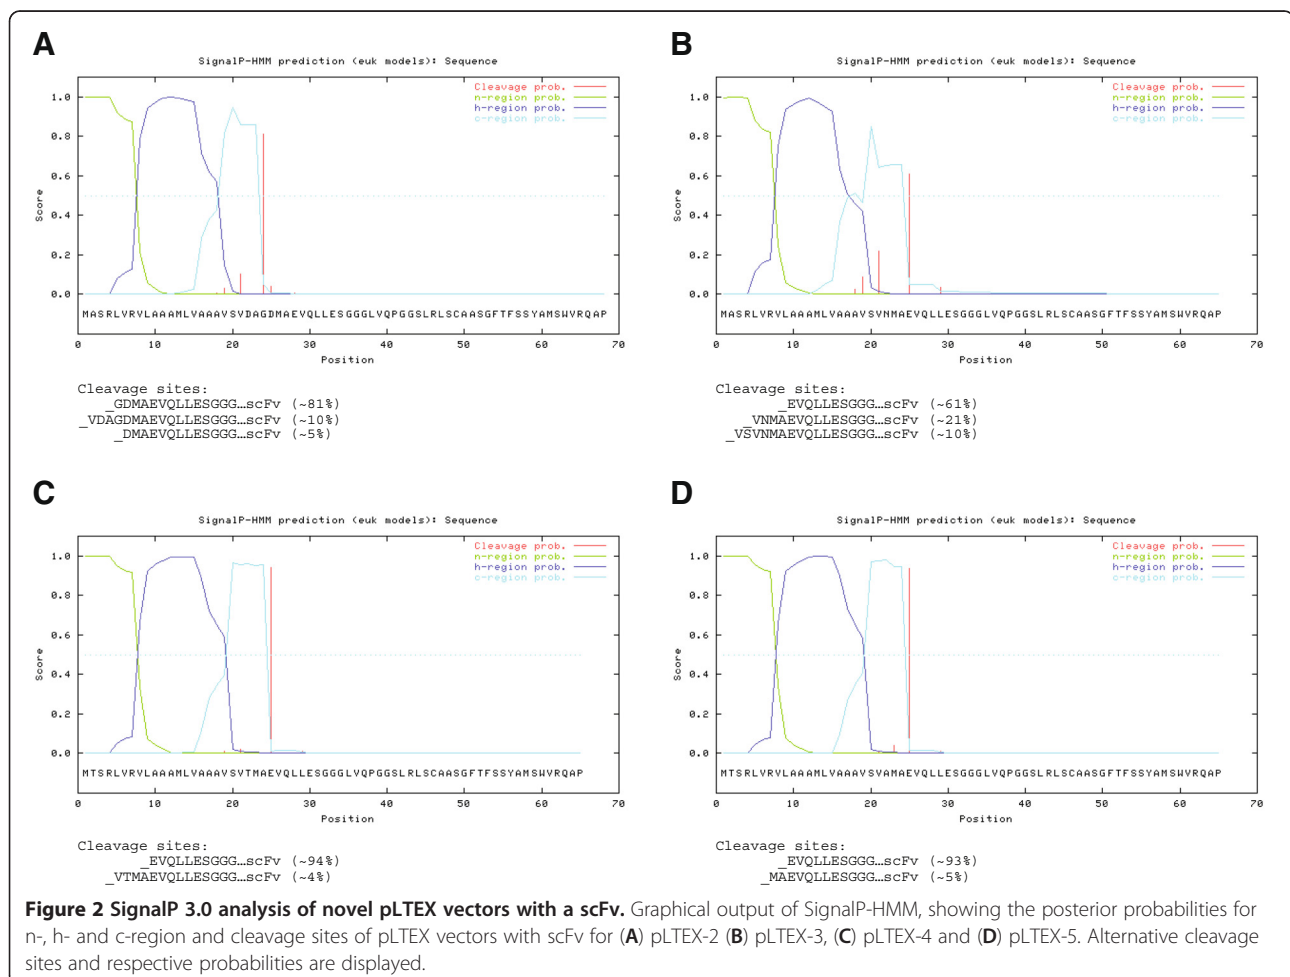 A
SignalP-HMM prediction (euk models): Sequence
Cleavage prob.
n-region prob.
h-region prob.
c-region prob.
1.0
0.8
0.6
0.4
0.2
0.0
Score
MASRLVRVLAAAMLVAAAVSVDAGDMAEVQLLESGGGLVQPGGSLRLSCAASGFTFSSYAMSWVRQAP
0 10 20 30 40 50 60 70
Position
Cleavage sites:
_GDMAEVQLLESGGG…scFv (~81%)
_VDAGDMAEVQLLESGGG…scFv (~10%)
_DMAEVQLLESGGG…scFv (~5%)
B
SignalP-HMM prediction (euk models): Sequence
Cleavage prob.
n-region prob.
h-region prob.
c-region prob.
1.0
0.8
0.6
0.4
0.2
0.0
Score
MASRLVRVLAAAMLVAAAVSVNMAEVQLLESGGGLVQPGGSLRLSCAASGFTFSSYAMSWVRQAP
0 10 20 30 40 50 60 70
Position
Cleavage sites:
_EVQLLESGGG…scFv (~61%)
_VNMAEVQLLESGGG…scFv (~21%)
_VSVNMAEVQLLESGGG…scFv (~10%)
C
SignalP-HMM prediction (euk models): Sequence
Cleavage prob.
n-region prob.
h-region prob.
c-region prob.
1.0
0.8
0.6
0.4
0.2
0.0
Score
MTSRLVRVLAAAMLVAAAVSVTMAEVQLLESGGGLVQPGGSLRLSCAASGFTFSSYAMSWVRQAP
0 10 20 30 40 50 60 70
Position
Cleavage sites:
_EVQLLESGGG…scFv (~94%)
_VTMAEVQLLESGGG…scFv (~4%)
D
SignalP-HMM prediction (euk models): Sequence
Cleavage prob.
n-region prob.
h-region prob.
c-region prob.
1.0
0.8
0.6
0.4
0.2
0.0
Score
MTSRLVRVLAAAMLVAAAVSVAMAEVQLLESGGGLVQPGGSLRLSCAASGFTFSSYAMSWVRQAP
0 10 20 30 40 50 60 70
Position
Cleavage sites:
_EVQLLESGGG…scFv (~93%)
_MAEVQLLESGGG…scFv (~5%)
Figure 2 SignalP 3.0 analysis of novel pLTEX vectors with a scFv. Graphical output of SignalP-HMM, showing the posterior probabilities for
n-, h- and c-region and cleavage sites of pLTEX vectors with scFv for (A) pLTEX-2 (B) pLTEX-3, (C) pLTEX-4 and (D) pLTEX-5. Alternative cleavage
sites and respective probabilities are displayed.